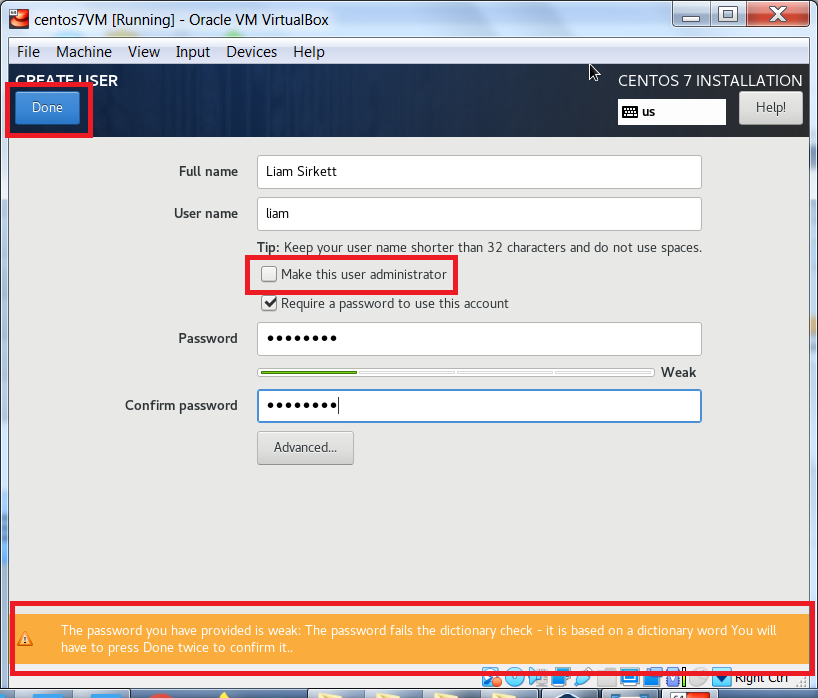 centos7VM [Running] - Oracle VM VirtualBox
File Machine View Input Devices Help
CREATE USER
CENTOS 7 INSTALLATION
Done
us
Help!
Full name
Liam Sirkett
User name
liam
Tip: Keep your user name shorter than 32 characters and do not use spaces.
Make this user administrator
Require a password to use this account
Password
●●●●●●●●
Weak
Confirm password
●●●●●●●●
Advanced...
The password you have provided is weak: The password fails the dictionary check - it is based on a dictionary word You will
have to press Done twice to confirm it..
Right Ctrl